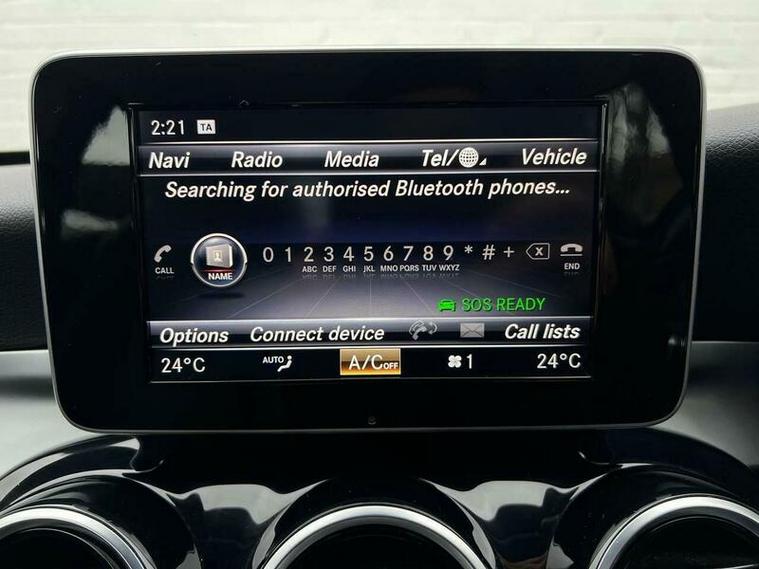 2:21 TA
Navi Radio Media Tel/ Vehicle
Searching for authorised Bluetooth phones...
CALL NAME 0 1 2 3 4 5 6 7 8 9 * # + END
ABC DEF GHI JKL MNO PQRS TUV WXYZ
SOS READY
Options Connect device Call lists
24°C AUTO A/C OFF 1 24°C